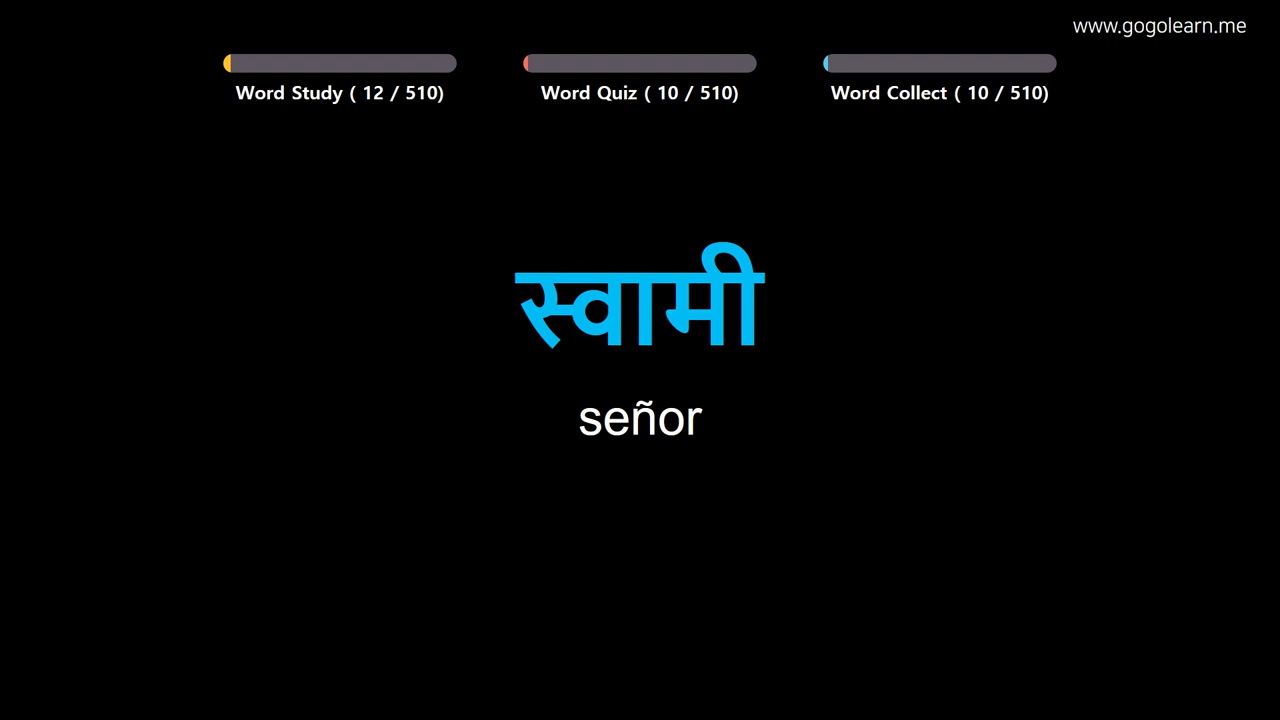 www.gogolearn.me
Word Study ( 12 / 510)
Word Quiz ( 10 / 510)
Word Collect ( 10 / 510)
स्वामी
señor